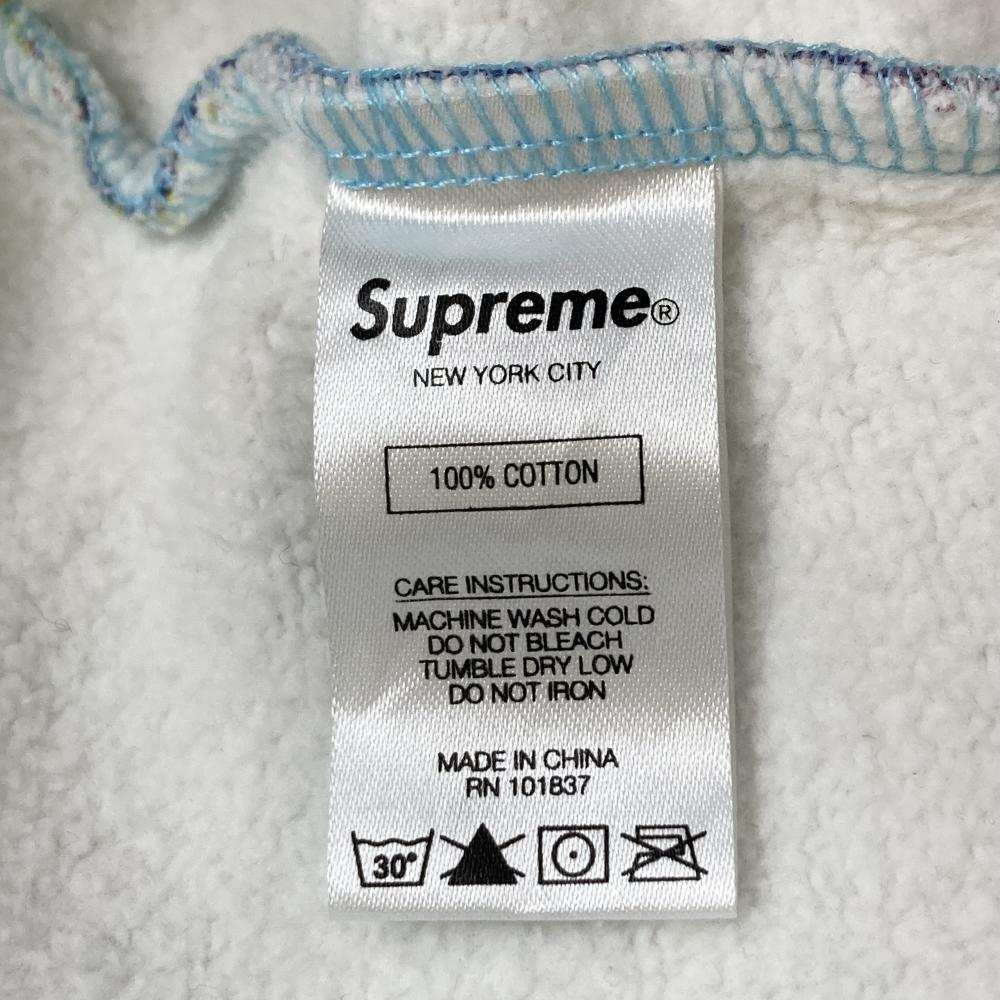 Supreme®
NEW YORK CITY
100% COTTON
CARE INSTRUCTIONS:
MACHINE WASH COLD
DO NOT BLEACH
TUMBLE DRY LOW
DO NOT IRON
MADE IN CHINA
RN 101837
30°